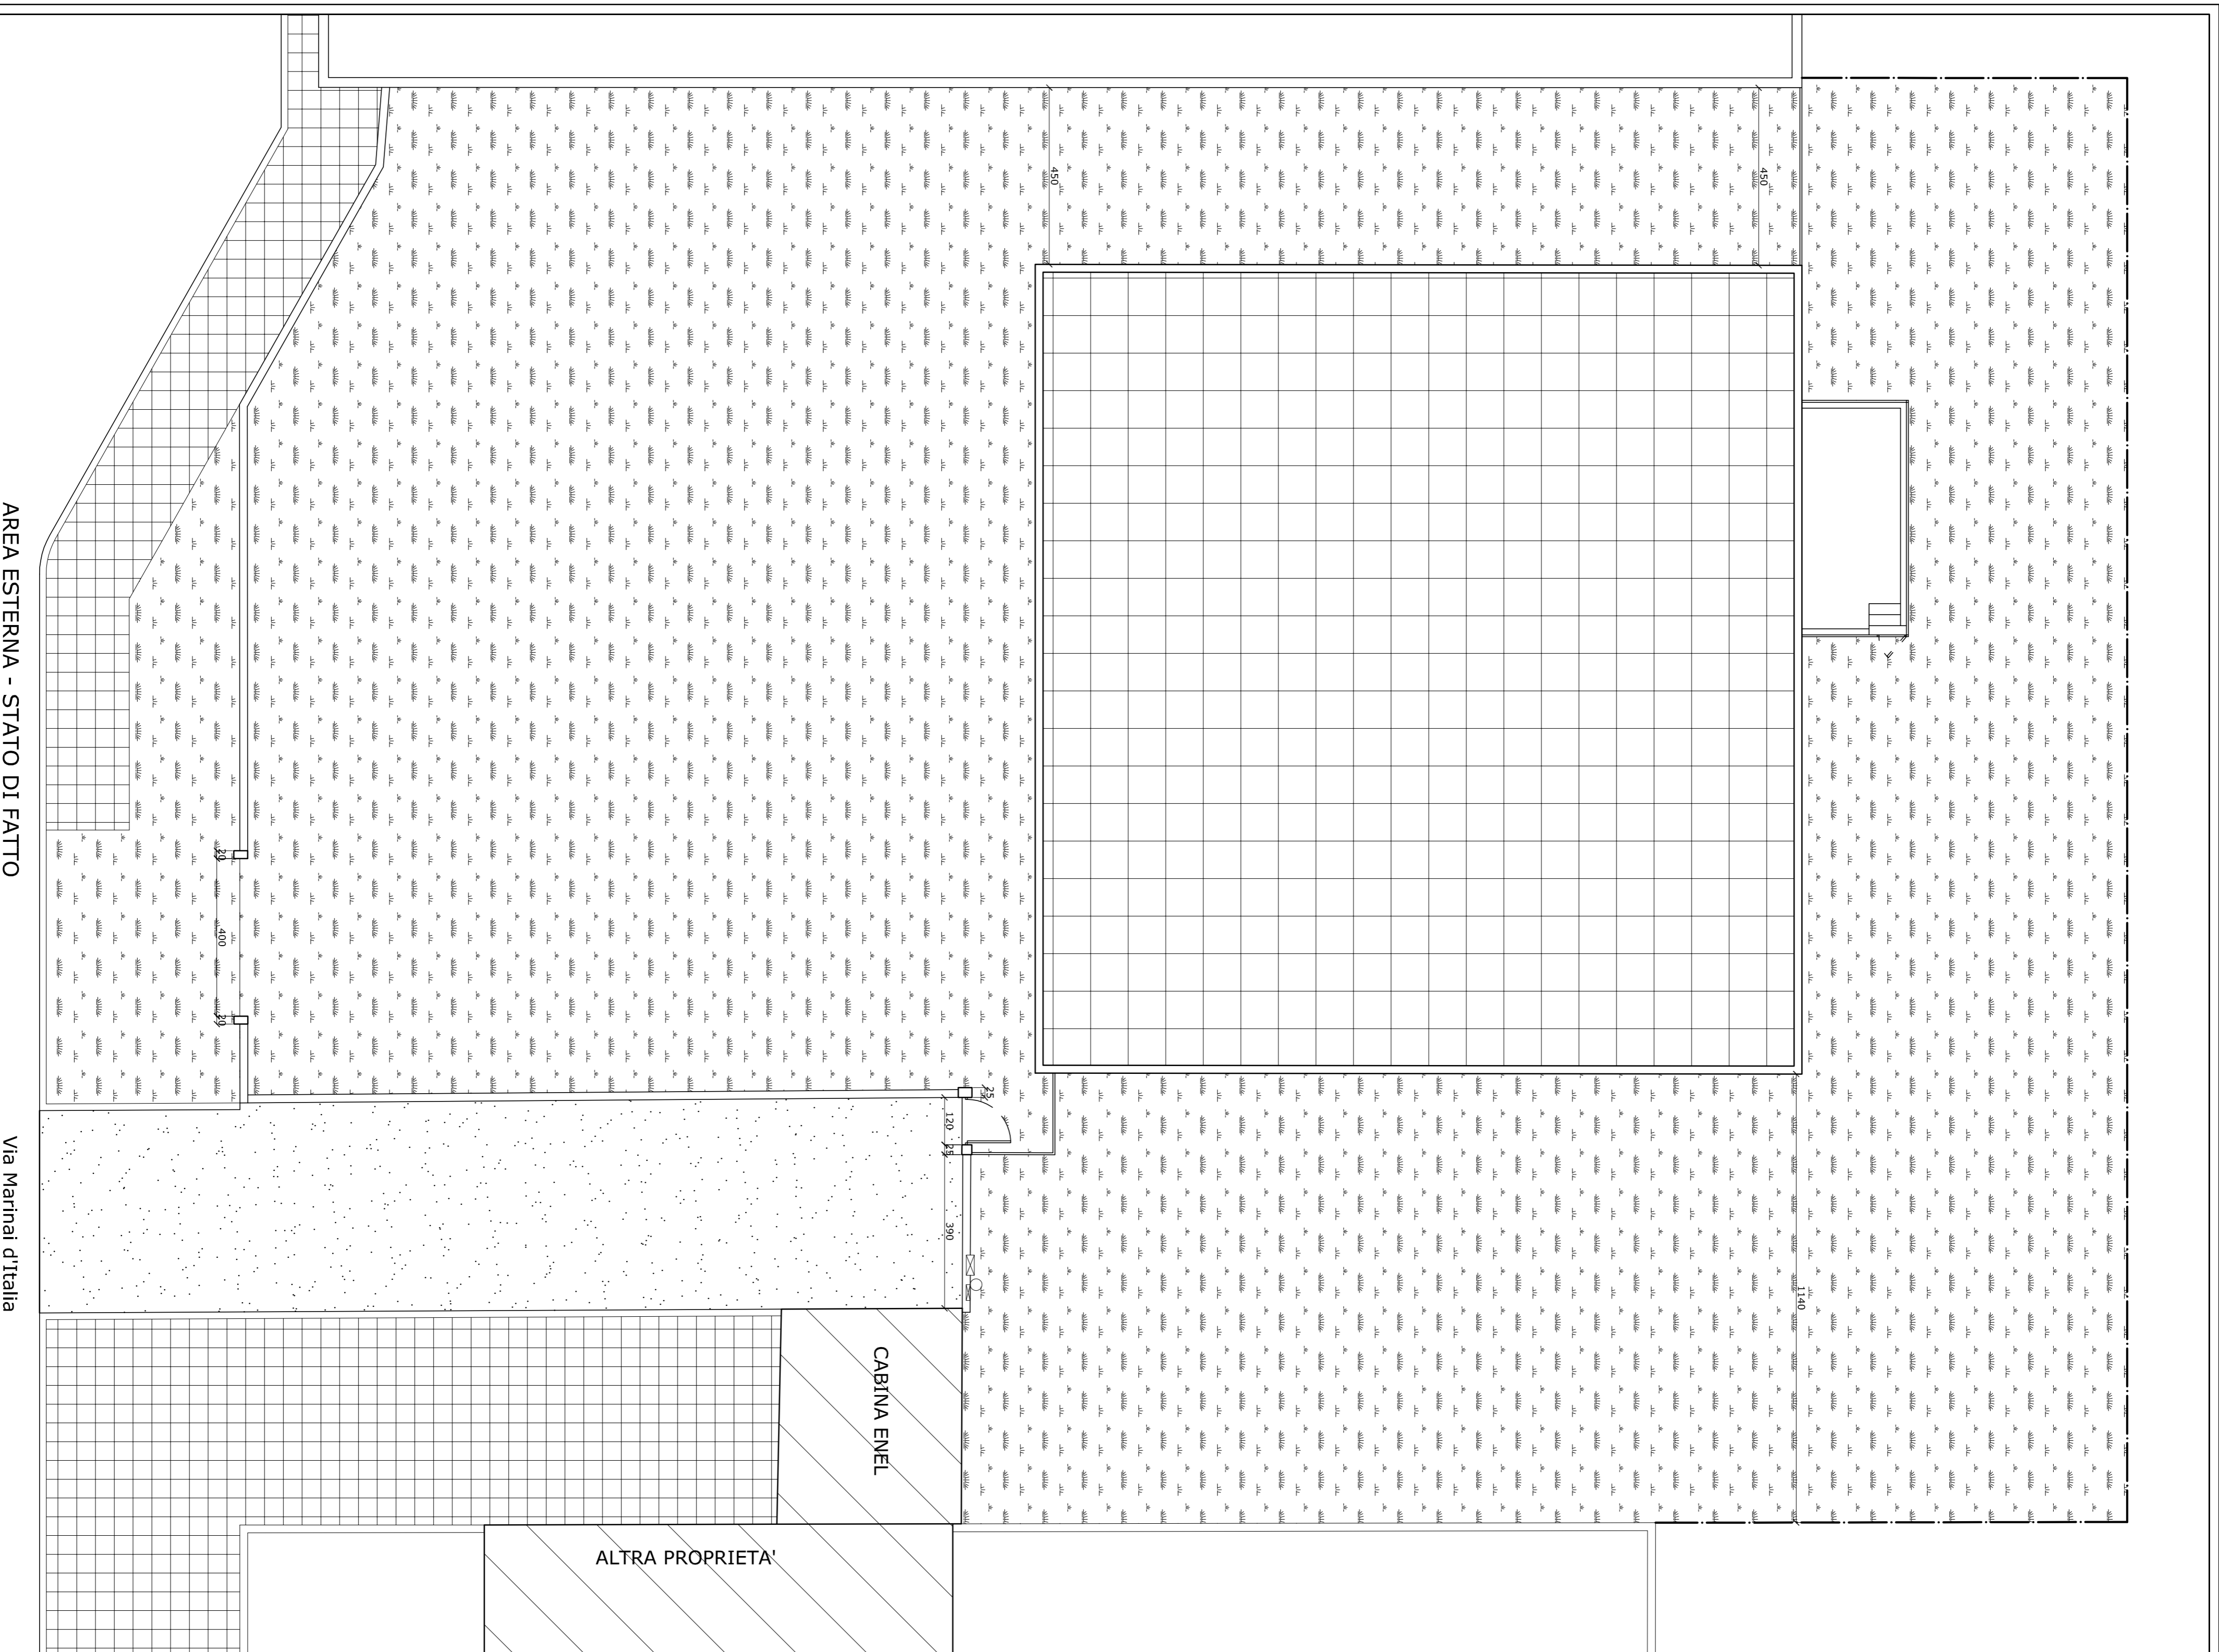 AREA ESTERNA - STATO DI FATTO
Via Marinai d'Italia
450
450
20
400
20
25
120
25
390
1140
CABINA ENEL
ALTRA PROPRIETA'